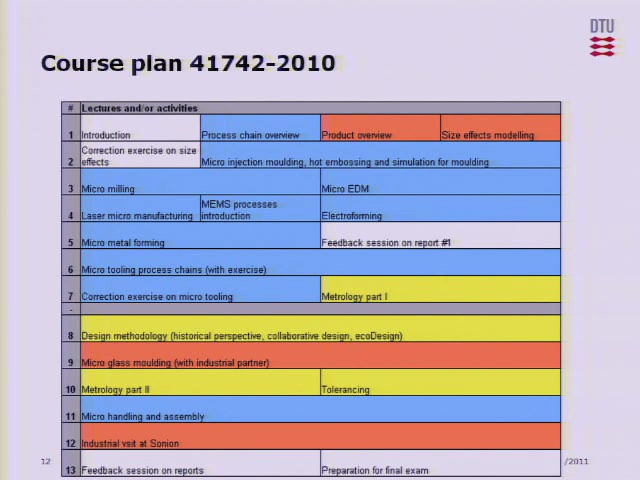 DTU
Course plan 41742-2010
# Lectures and/or activities
1 Introduction Process chain overview Product overview Size effects modelling
Correction exercise on size
2 effects Micro injection moulding, hot embossing and simulation for moulding
3 Micro milling Micro EDM
MEMS processes
4 Laser micro manufacturing introduction Electroforming
5 Micro metal forming Feedback session on report #1
6 Micro tooling process chains (with exercise)
7 Correction exercise on micro tooling Metrology part I
-
8 Design methodology (historical perspective, collaborative design, ecoDesign)
9 Micro glass moulding (with industrial partner)
10 Metrology part II Tolerancing
11 Micro handling and assembly
12 Industrial vsit at Sonion
12 /2011
13 Feedback session on reports Preparation for final exam